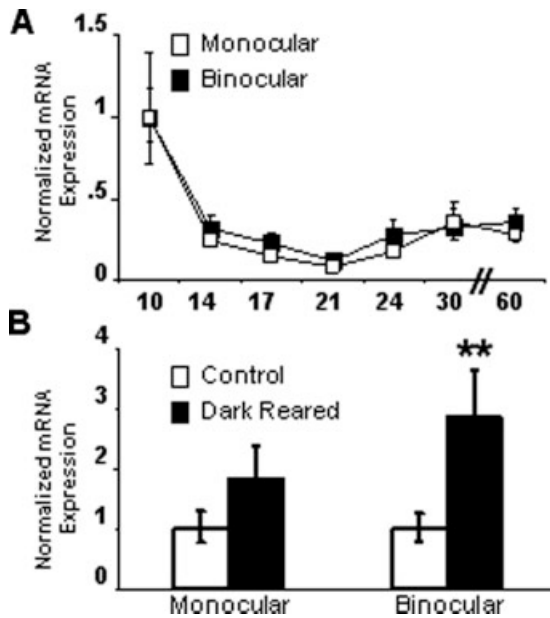 A
1.5
Monocular
Binocular
1
.5
0
Normalized mRNA
Expression
10 14 17 21 24 30 // 60
B
4
Control
Dark Reared
**
3
2
1
0
Normalized mRNA
Expression
Monocular Binocular